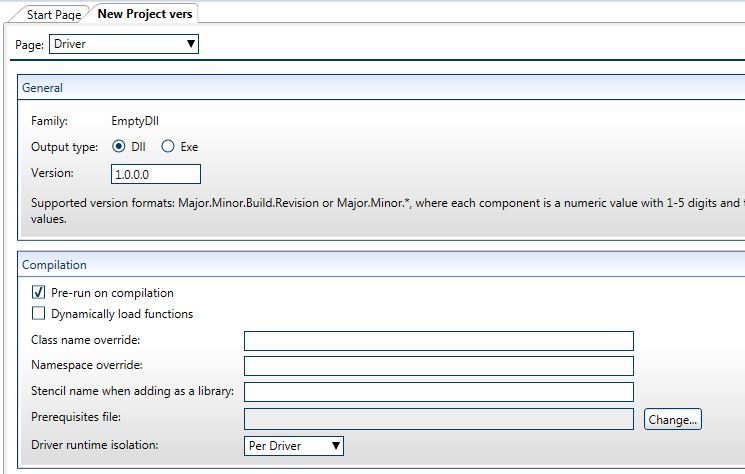 Start Page
New Project vers
Page: Driver
General
Family: EmptyDll
Output type: Dll Exe
Version: 1.0.0.0
Supported version formats: Major.Minor.Build.Revision or Major.Minor.*, where each component is a numeric value with 1-5 digits and
values.
Compilation
Pre-run on compilation
Dynamically load functions
Class name override:
Namespace override:
Stencil name when adding as a library:
Prerequisites file: Change...
Driver runtime isolation: Per Driver